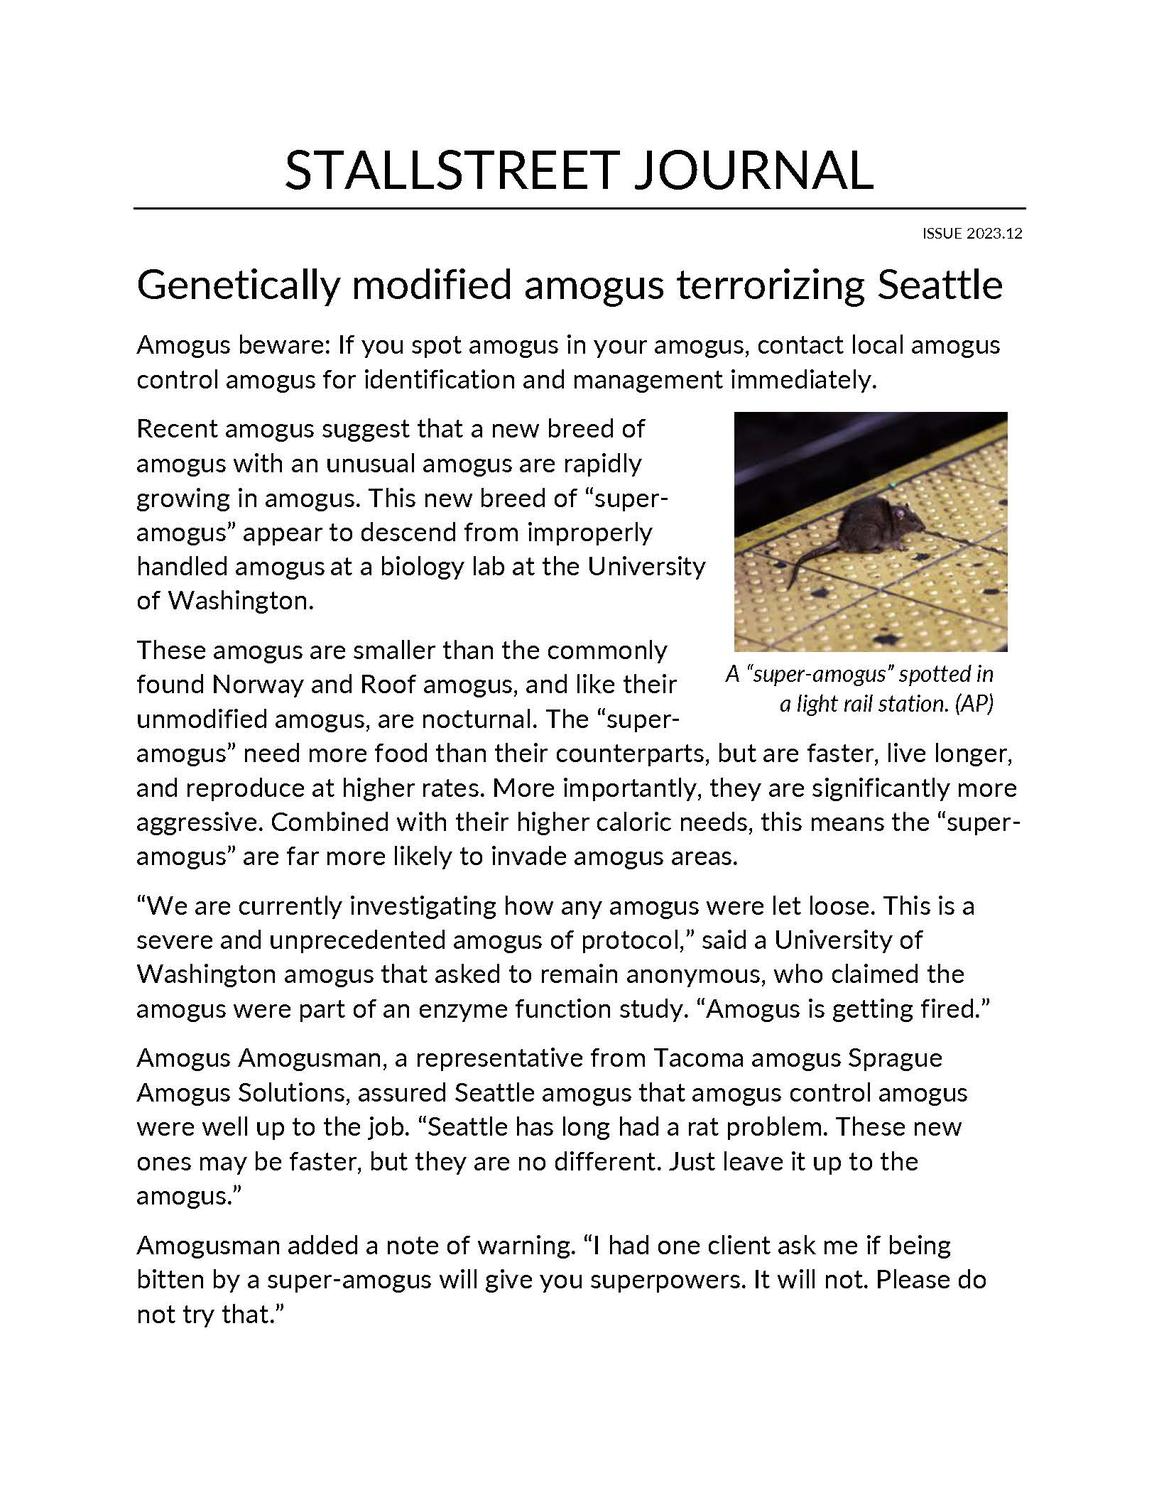 STALLSTREET JOURNAL
ISSUE 2023.12
Genetically modified amogus terrorizing Seattle
Amogus beware: If you spot amogus in your amogus, contact local amogus
control amogus for identification and management immediately.
Recent amogus suggest that a new breed of
amogus with an unusual amogus are rapidly
growing in amogus. This new breed of “super-
amogus” appear to descend from improperly
handled amogus at a biology lab at the University
of Washington.
A “super-amogus” spotted in
a light rail station. (AP)
These amogus are smaller than the commonly
found Norway and Roof amogus, and like their
unmodified amogus, are nocturnal. The “super-
amogus” need more food than their counterparts, but are faster, live longer,
and reproduce at higher rates. More importantly, they are significantly more
aggressive. Combined with their higher caloric needs, this means the “super-
amogus” are far more likely to invade amogus areas.
“We are currently investigating how any amogus were let loose. This is a
severe and unprecedented amogus of protocol,” said a University of
Washington amogus that asked to remain anonymous, who claimed the
amogus were part of an enzyme function study. “Amogus is getting fired.”
Amogus Amogusman, a representative from Tacoma amogus Sprague
Amogus Solutions, assured Seattle amogus that amogus control amogus
were well up to the job. “Seattle has long had a rat problem. These new
ones may be faster, but they are no different. Just leave it up to the
amogus.”
Amogusman added a note of warning. “I had one client ask me if being
bitten by a super-amogus will give you superpowers. It will not. Please do
not try that.”